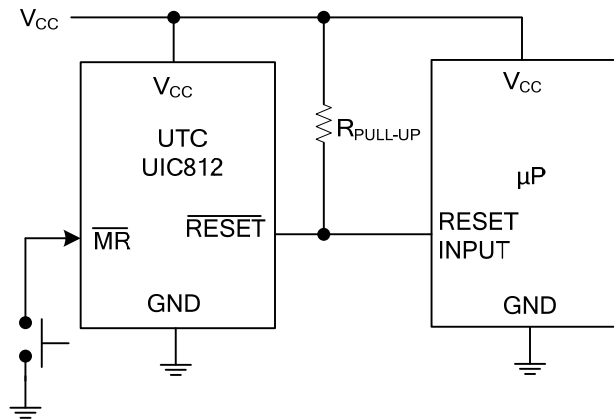 VCC
VCC
UTC
UIC812
MR
RESET
GND
RPULL-UP
VCC
μP
RESET
INPUT
GND